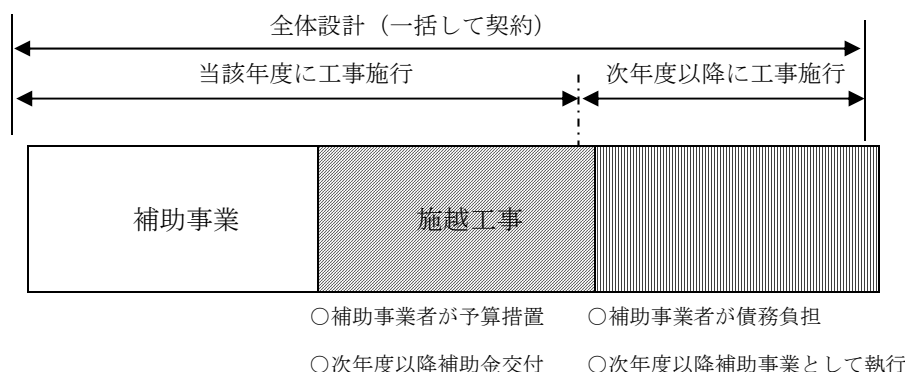 全体設計（一括して契約）
当該年度に工事施行
次年度以降に工事施行
補助事業
施越工事
○補助事業者が予算措置
○補助事業者が債務負担
○次年度以降補助金交付
○次年度以降補助事業として執行